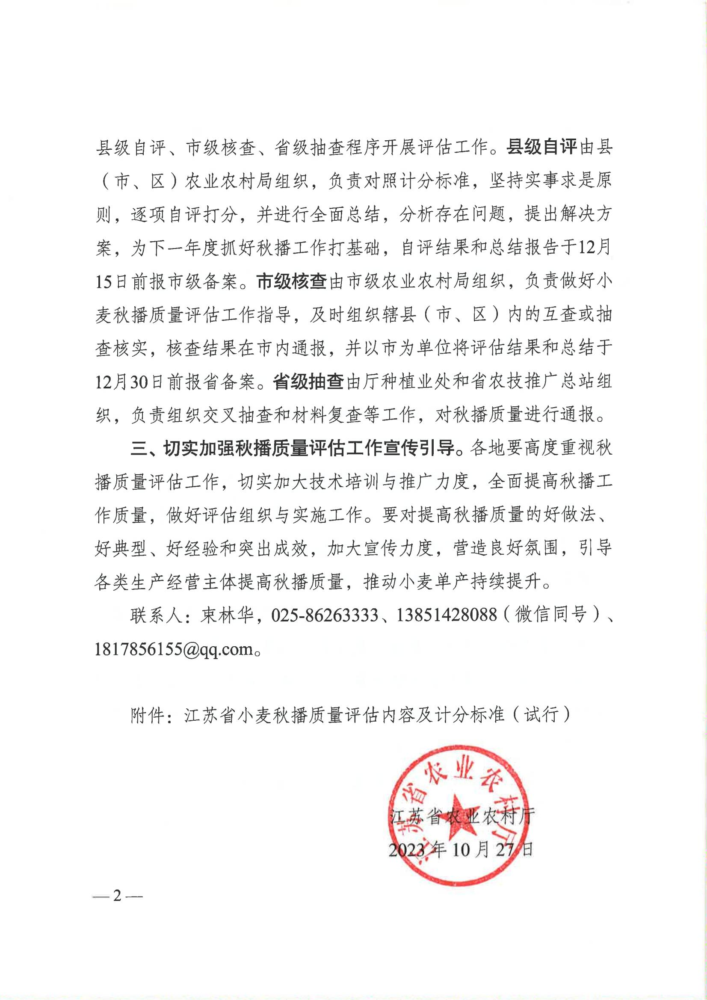 县级自评、市级核查、省级抽查程序开展评估工作。县级自评由县
（市、区）农业农村局组织，负责对照计分标准，坚持实事求是原
则，逐项自评打分，并进行全面总结，分析存在问题，提出解决方
案，为下一年度抓好秋播工作打基础，自评结果和总结报告于12月
15日前报市级备案。市级核查由市级农业农村局组织，负责做好小
麦秋播质量评估工作指导，及时组织辖县（市、区）内的互查或抽
查核实，核查结果在市内通报，并以市为单位将评估结果和总结于
12月30日前报省备案。省级抽查由厅种植业处和省农技推广总站组
织，负责组织交叉抽查和材料复查等工作，对秋播质量进行通报。
三、切实加强秋播质量评估工作宣传引导。各地要高度重视秋
播质量评估工作，切实加大技术培训与推广力度，全面提高秋播工
作质量，做好评估组织与实施工作。要对提高秋播质量的好做法、
好典型、好经验和突出成效，加大宣传力度，营造良好氛围，引导
各类生产经营主体提高秋播质量，推动小麦单产持续提升。
联系人：束林华，025-86263333、13851428088（微信同号）、
1817856155@qq.com。
附件：江苏省小麦秋播质量评估内容及计分标准（试行）
江苏省农业农村厅
江苏省农业农村厅
2023年10月27日
—2—